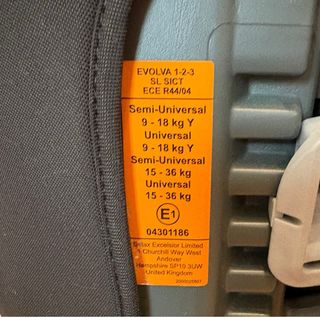 EVOLVA 1-2-3
SL SICT
ECE R44/04
Semi-Universal
9 - 18 kg Y
Universal
9 - 18 kg Y
Semi-Universal
15 - 36 kg
Universal
15 - 36 kg
E1
04301186
Britax Excelsior Limited
1 Churchill Way West
Andover
Hampshire SP10 3UW
United Kingdom